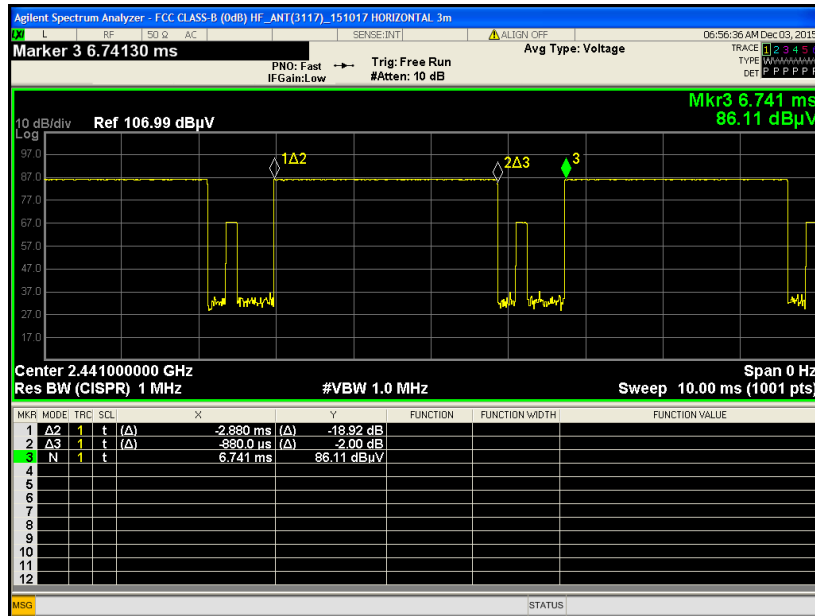 Agilent Spectrum Analyzer - FCC CLASS-B (0dB) HF_ANT(3117)_151017 HORIZONTAL 3m
LXI L RF 50 Ω AC SENSE:INT ALIGN OFF 06:56:36 AM Dec 03, 2015
Marker 3 6.74130 ms
PNO: Fast
IFGain:Low
Trig: Free Run
#Atten: 10 dB
Avg Type: Voltage
TRACE 1 2 3 4 5
TYPE
DET P P P P P
Mkr3 6.741 ms
86.11 dBµV
10 dB/div Ref 106.99 dBµV
Log
97.0
87.0
77.0
67.0
57.0
47.0
37.0
27.0
17.0
1Δ2
2Δ3
3
Center 2.441000000 GHz Span 0 Hz
Res BW (CISPR) 1 MHz #VBW 1.0 MHz Sweep 10.00 ms (1001 pts)
MKR MODE TRC SCL X Y FUNCTION FUNCTION WIDTH FUNCTION VALUE
1 Δ2 1 t (Δ) -2.880 ms (Δ) -18.92 dB
2 Δ3 1 t (Δ) -880.0 µs (Δ) -2.00 dB
3 N 1 t 6.741 ms 86.11 dBµV
4
5
6
7
8
9
10
11
12
MSG STATUS